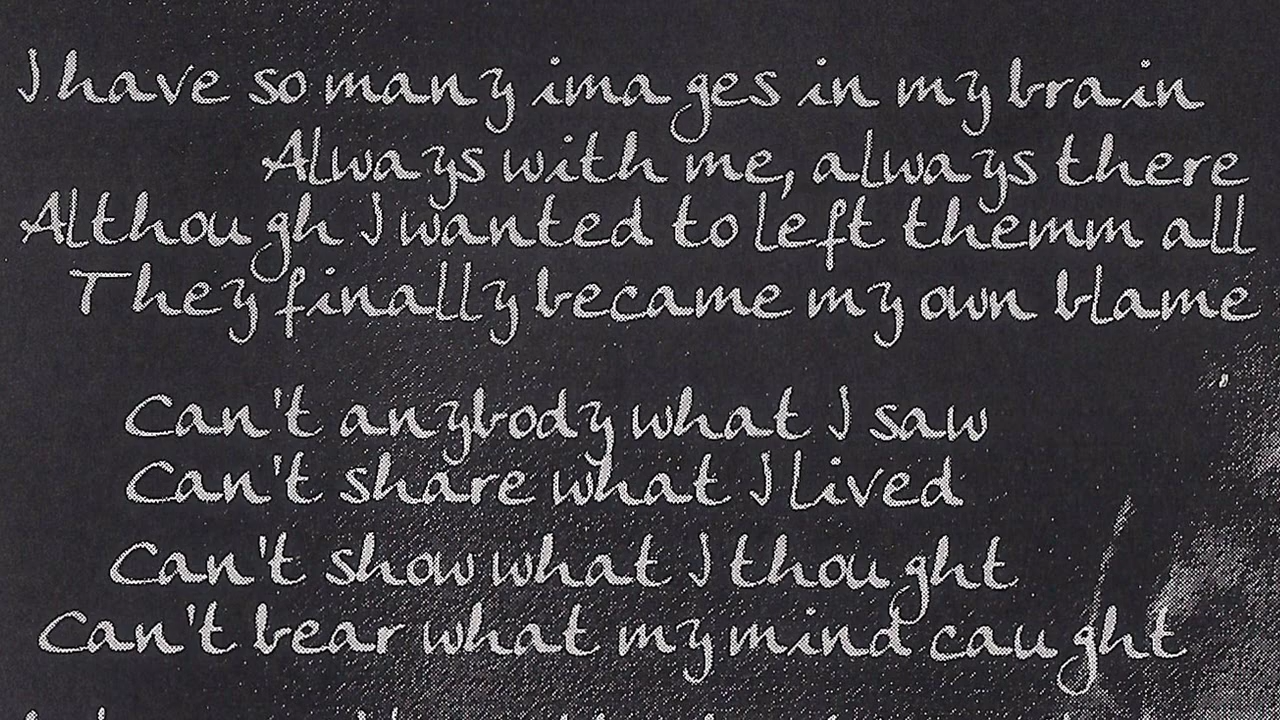 I have so many images in my brain
Always with me, always there
Although I wanted to left themm all
They finally became my own blame
Can't anybody what I saw
Can't share what I lived
Can't show what I thought
Can't bear what my mind caught